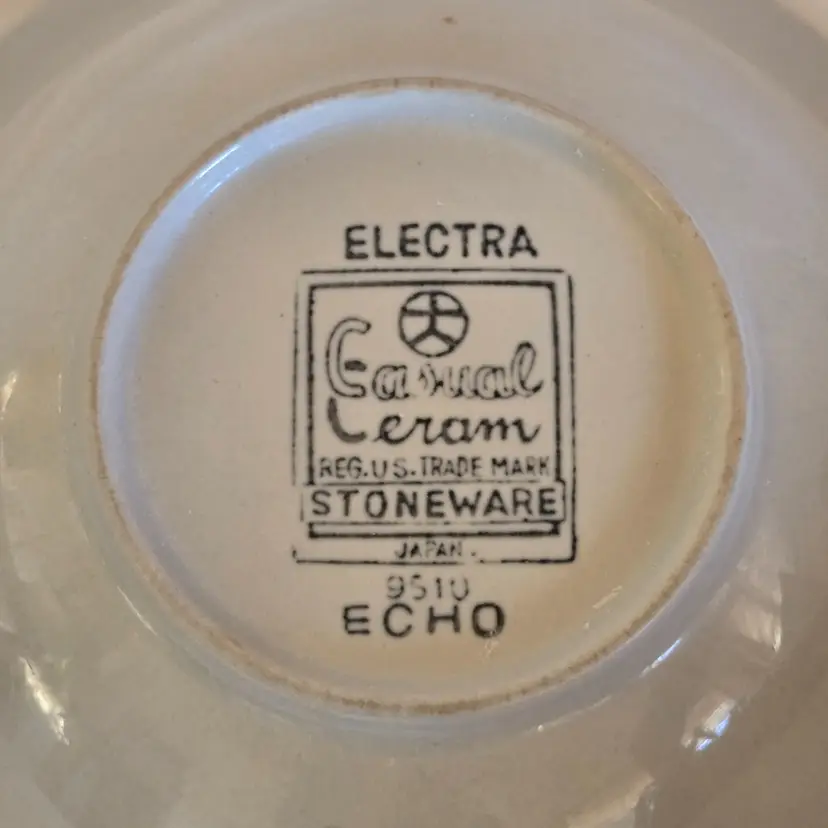 ELECTRA
Casual
Ceram
REG. U.S. TRADE MARK
STONEWARE
JAPAN.
9510
ECHO